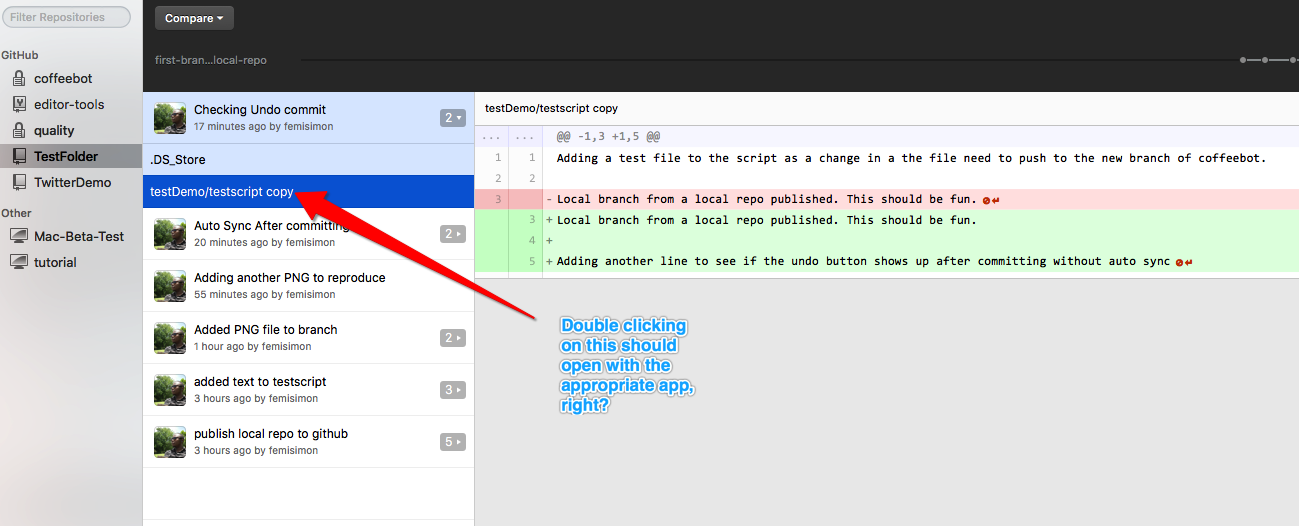 Filter Repositories
GitHub
coffeebot
editor-tools
quality
TestFolder
TwitterDemo
Other
Mac-Beta-Test
tutorial
Compare
first-bran...local-repo
Checking Undo commit
17 minutes ago by femisimon
2
.DS_Store
testDemo/testscript copy
Auto Sync After committing
20 minutes ago by femisimon
2
Adding another PNG to reproduce
55 minutes ago by femisimon
Added PNG file to branch
1 hour ago by femisimon
2
added text to testscript
3 hours ago by femisimon
3
publish local repo to github
3 hours ago by femisimon
5
testDemo/testscript copy
... ... @@ -1,3 +1,5 @@
1 1 Adding a test file to the script as a change in a the file need to push to the new branch of coffeebot.
2 2
3 - Local branch from a local repo published. This should be fun.
3 + Local branch from a local repo published. This should be fun.
4 +
5 + Adding another line to see if the undo button shows up after committing without auto sync
Double clicking
on this should
open with the
appropriate app,
right?